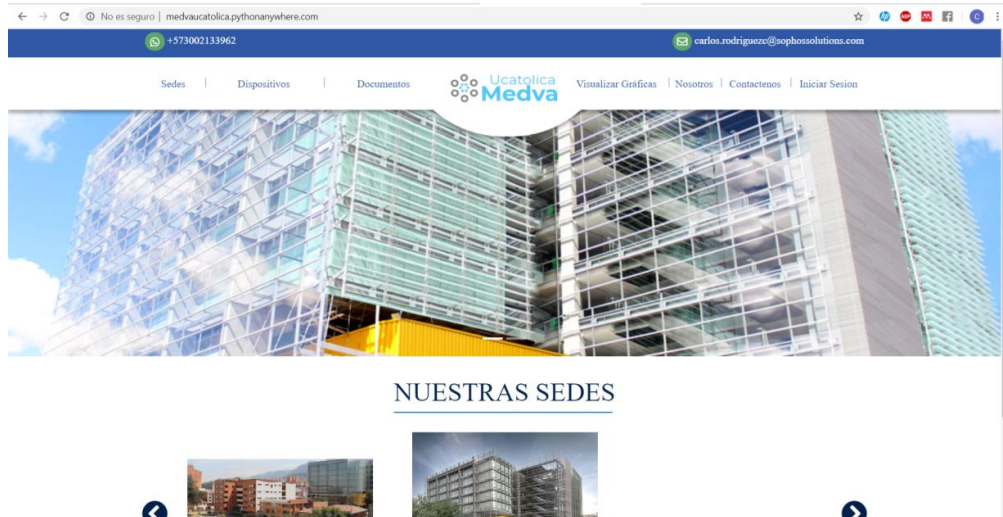 No es seguro | medvaucatolica.pythonanywhere.com
+573002133962 carlos.rodriguezc@sophossolutions.com
Sedes | Dispositivos | Documentos Ucatolica Medva Visualizar Gráficas | Nosotros | Contactenos | Iniciar Sesion
NUESTRAS SEDES